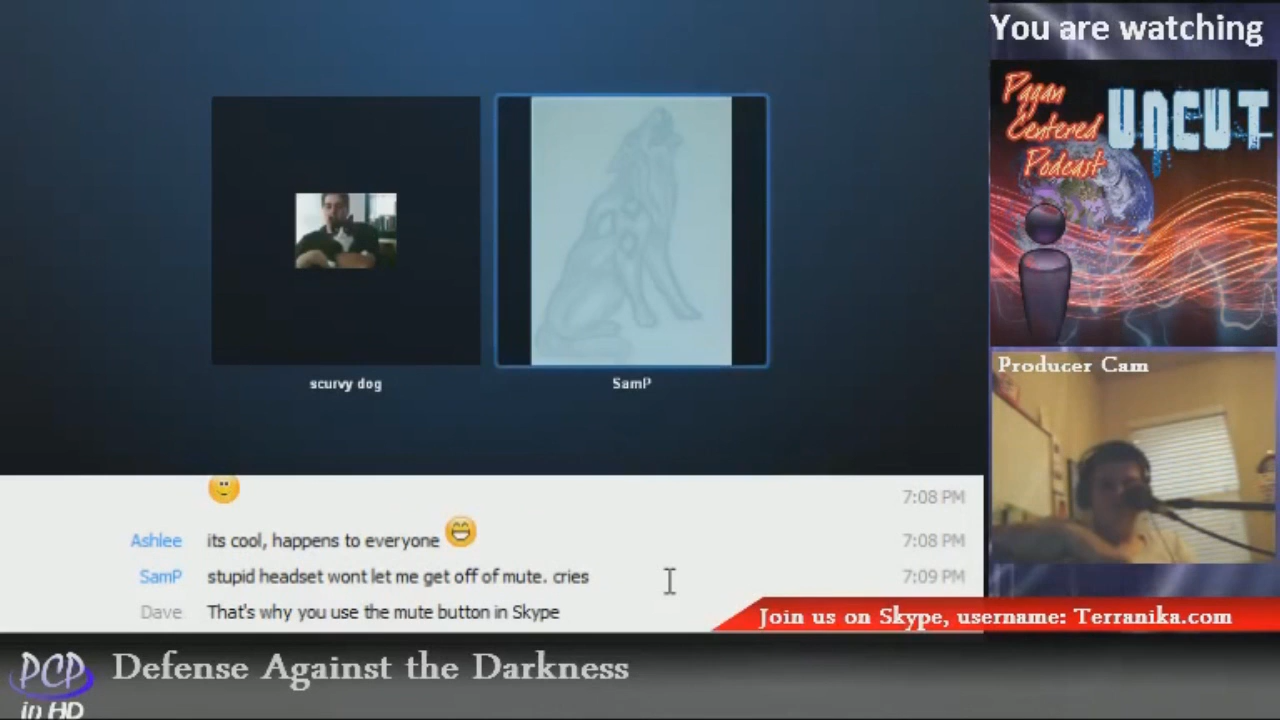 You are watching
Pagan
Centered
Podcast
UNCUT
scurvy dog
SamP
Producer Cam
7:08 PM
Ashlee its cool, happens to everyone 7:08 PM
SamP stupid headset wont let me get off of mute. cries 7:09 PM
Dave That's why you use the mute button in Skype
Join us on Skype, username: Terranika.com
PCP
in HD
Defense Against the Darkness